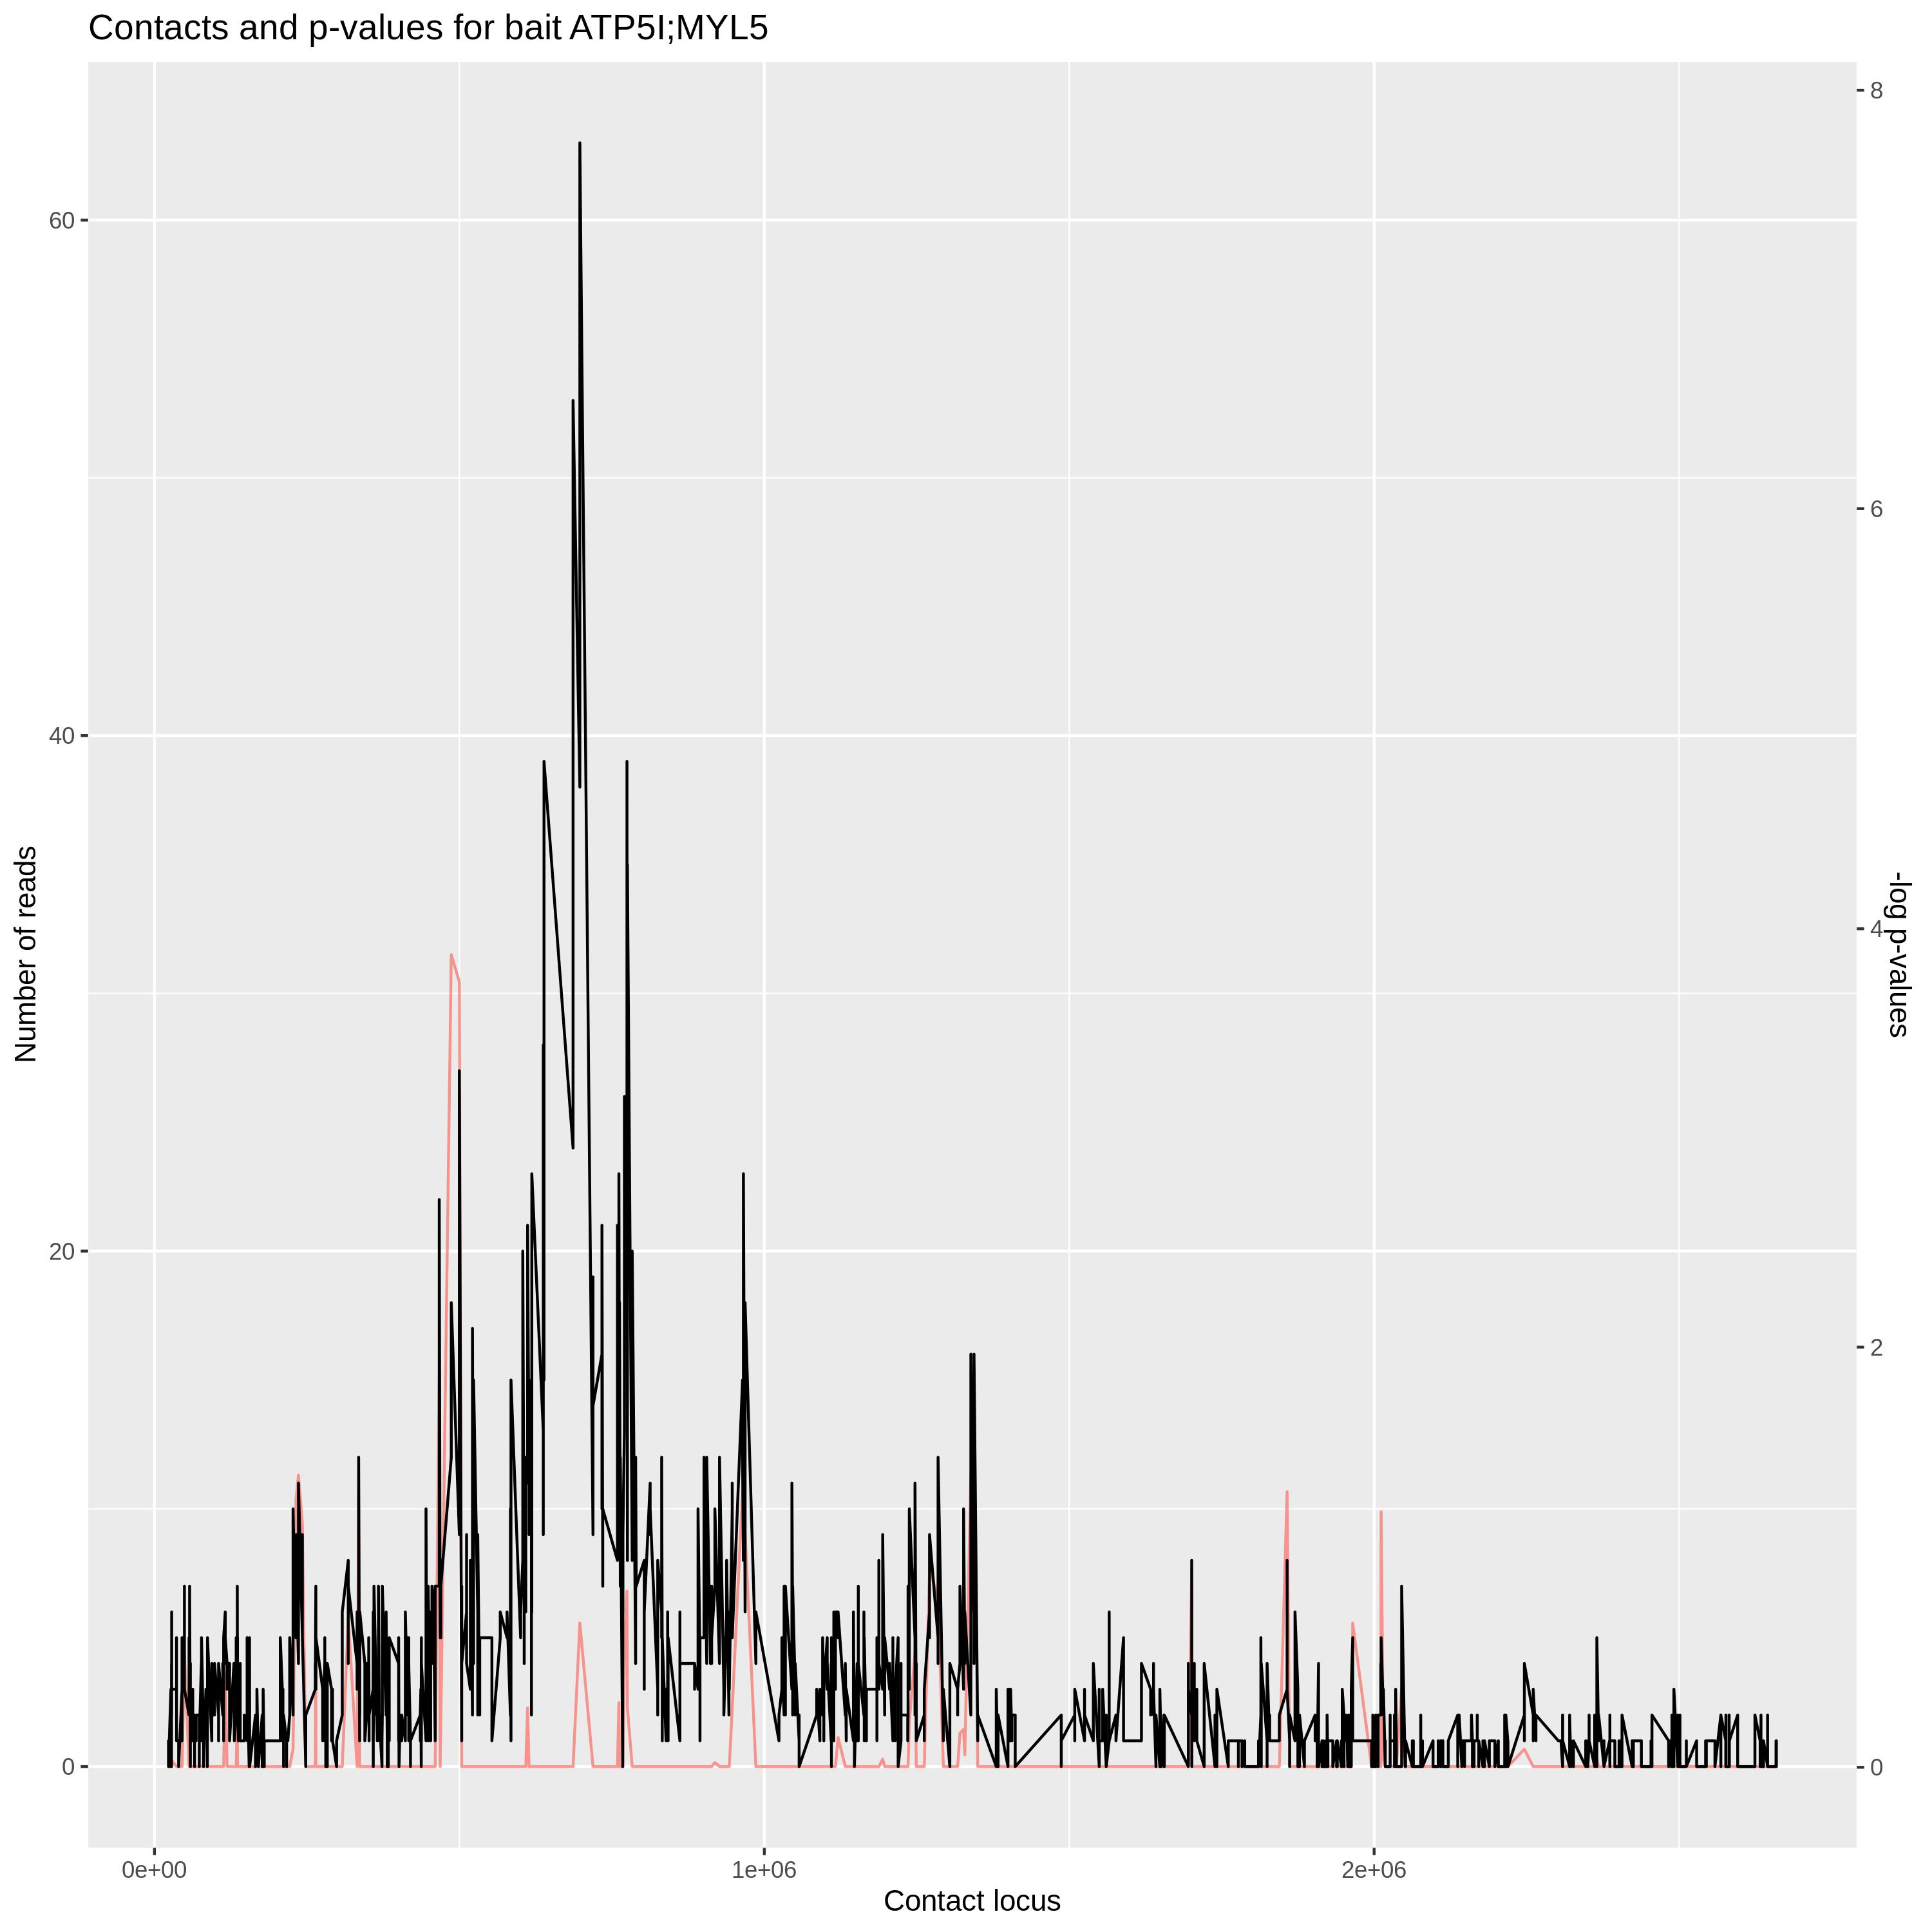 Contacts and p-values for bait ATP5I;MYL5
Number of reads
60
40
20
0
8
6
4
2
0
-log p-values
0e+00
1e+06
2e+06
Contact locus